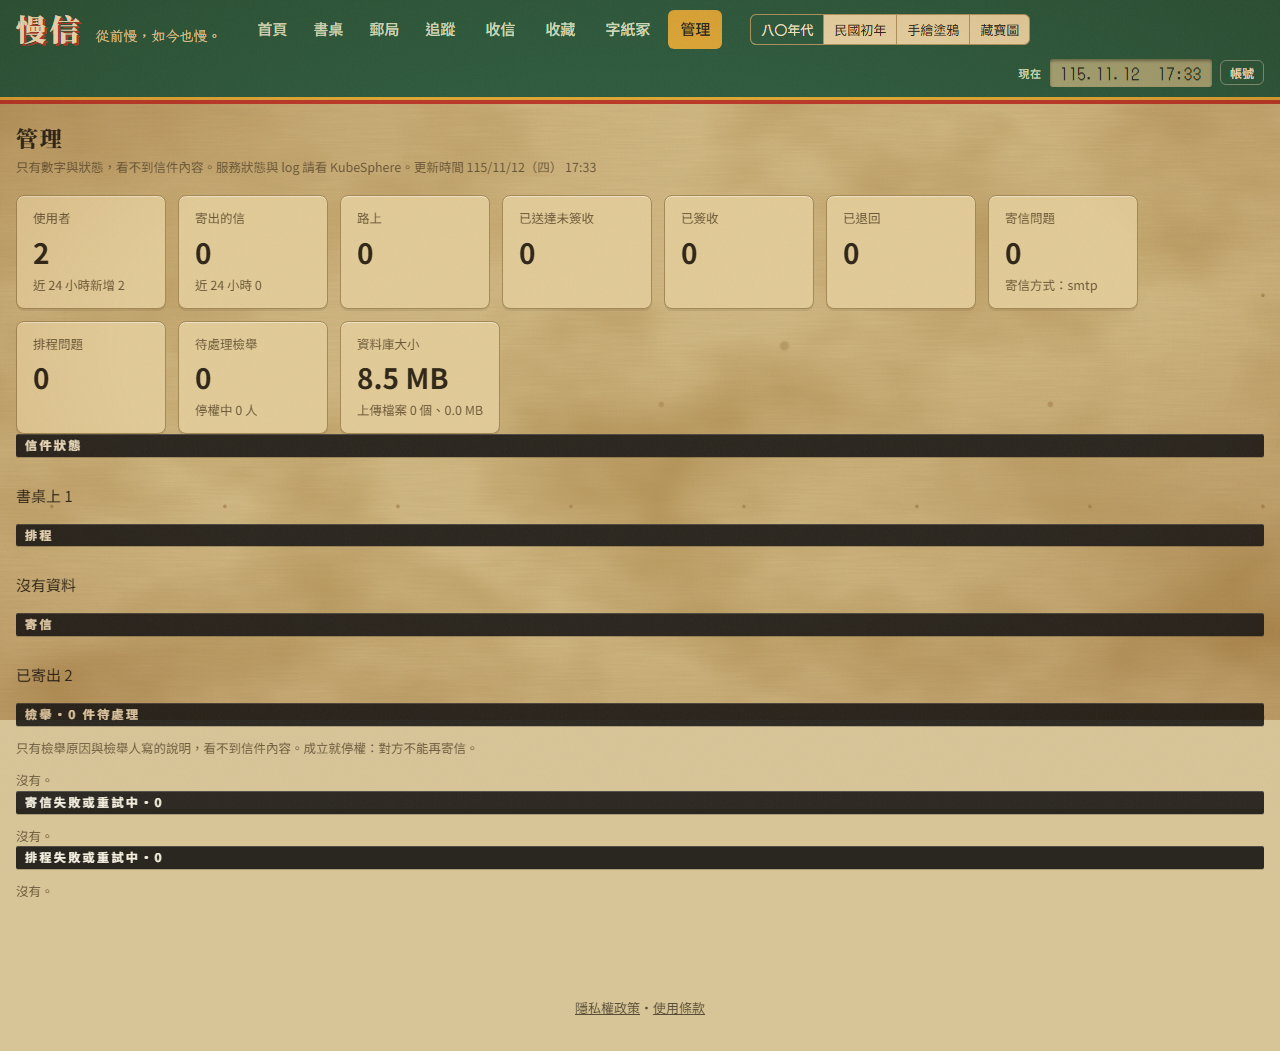 慢信 從前慢，如今也慢。 首頁 書桌 郵局 追蹤 收信 收藏 字紙冢 管理 八〇年代 民國初年 手繪塗鴉 藏寶圖
現在 115.11.12 17:33 帳號
管理
只有數字與狀態，看不到信件內容。服務狀態與 log 請看 KubeSphere。更新時間 115/11/12（四） 17:33
使用者 寄出的信 路上 已送達未簽收 已簽收 已退回 寄信問題
2 0 0 0 0 0 0
近 24 小時新增 2 近 24 小時 0 寄信方式：smtp
排程問題 待處理檢舉 資料庫大小
0 0 8.5 MB
停權中 0 人 上傳檔案 0 個、0.0 MB
信件狀態
書桌上 1
排程
沒有資料
寄信
已寄出 2
檢舉・0 件待處理
只有檢舉原因與檢舉人寫的說明，看不到信件內容。成立就停權：對方不能再寄信。
沒有。
寄信失敗或重試中・0
沒有。
排程失敗或重試中・0
沒有。
隱私權政策・使用條款